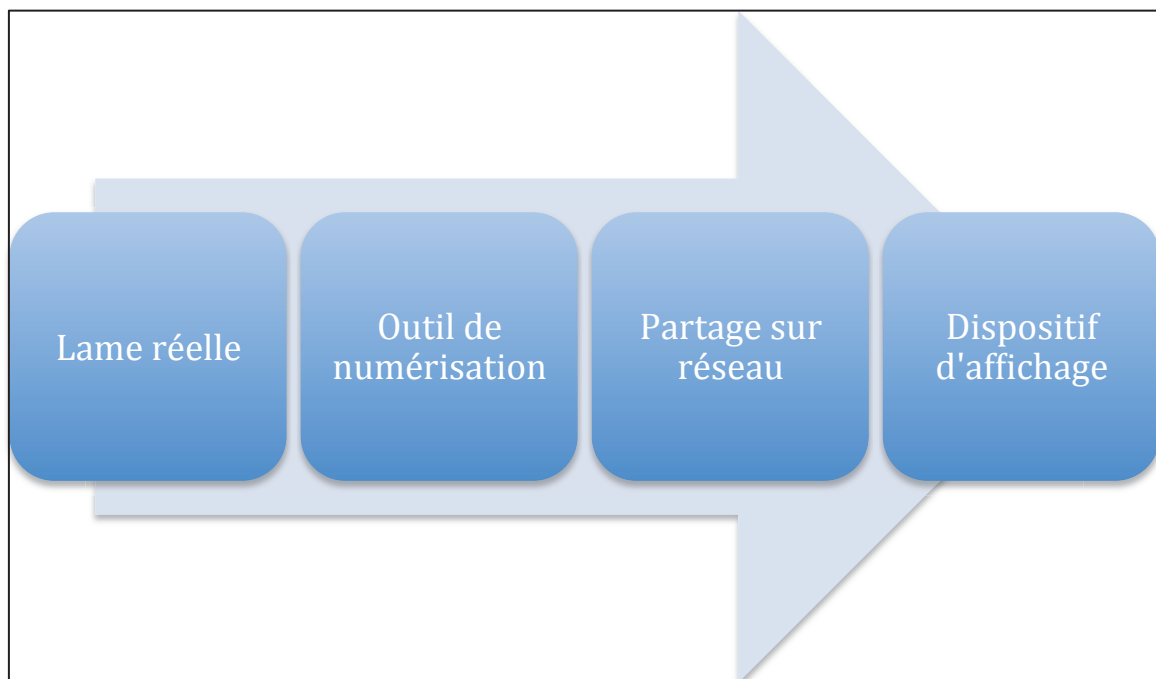 Lame réelle
Outil de
numérisation
Partage sur
réseau
Dispositif
d'affichage